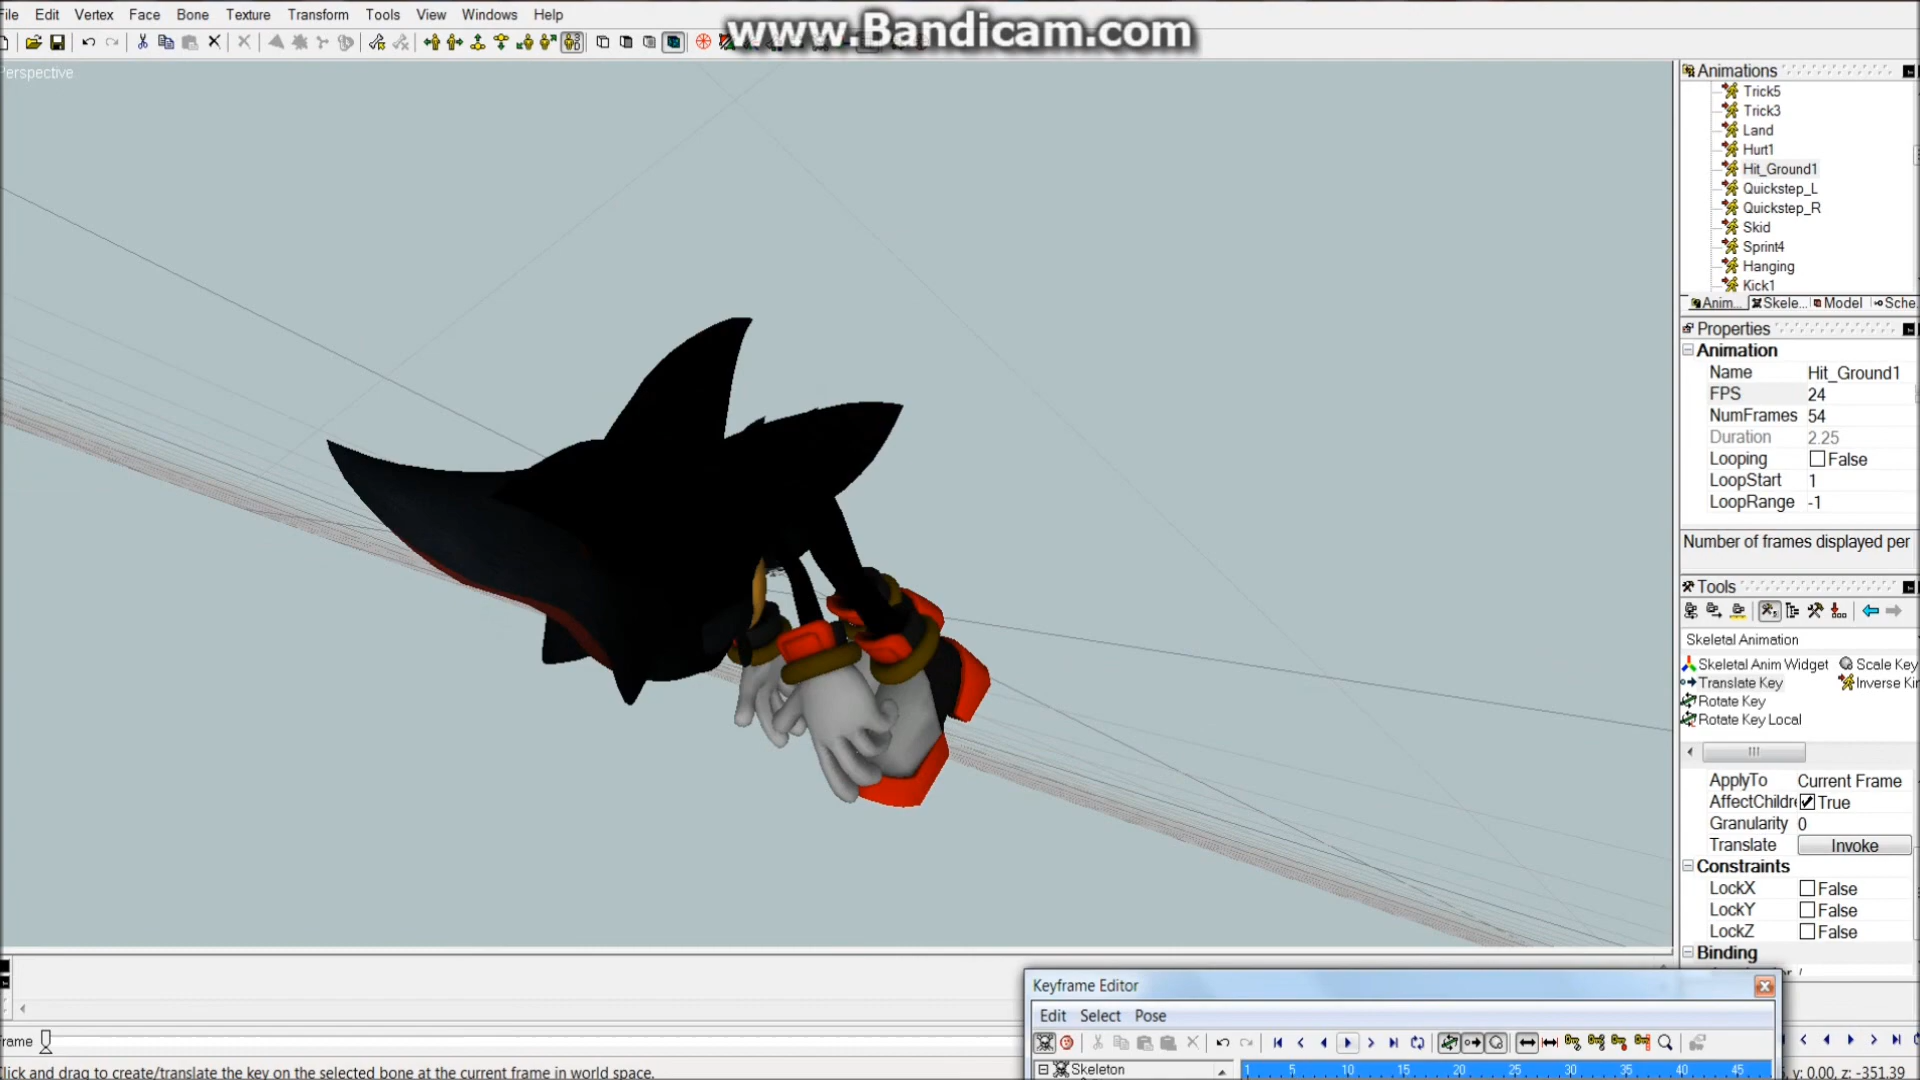 File Edit Vertex Face Bone Texture Transform Tools View Windows Help
www.Bandicam.com
Perspective
Animations
Trick5
Trick3
Land
Hurt1
Hit_Ground1
Quickstep_L
Quickstep_R
Skid
Sprint4
Hanging
Kick1
Anim... Skele... Model Sche
Properties
Animation
Name Hit_Ground1
FPS 24
NumFrames 54
Duration 2.25
Looping False
LoopStart 1
LoopRange -1
Number of frames displayed per
Tools
Skeletal Animation
Skeletal Anim Widget Scale Key
Translate Key Inverse Kin
Rotate Key
Rotate Key Local
ApplyTo Current Frame
AffectChildre True
Granularity 0
Translate Invoke
Constraints
LockX False
LockY False
LockZ False
Binding
Keyframe Editor
Edit Select Pose
rame
Skeleton
1 5 10 15 20 25 30 35 40 45
lick and drag to create/translate the key on the selected bone at the current frame in world space.
y: 0.00, z: -351.39